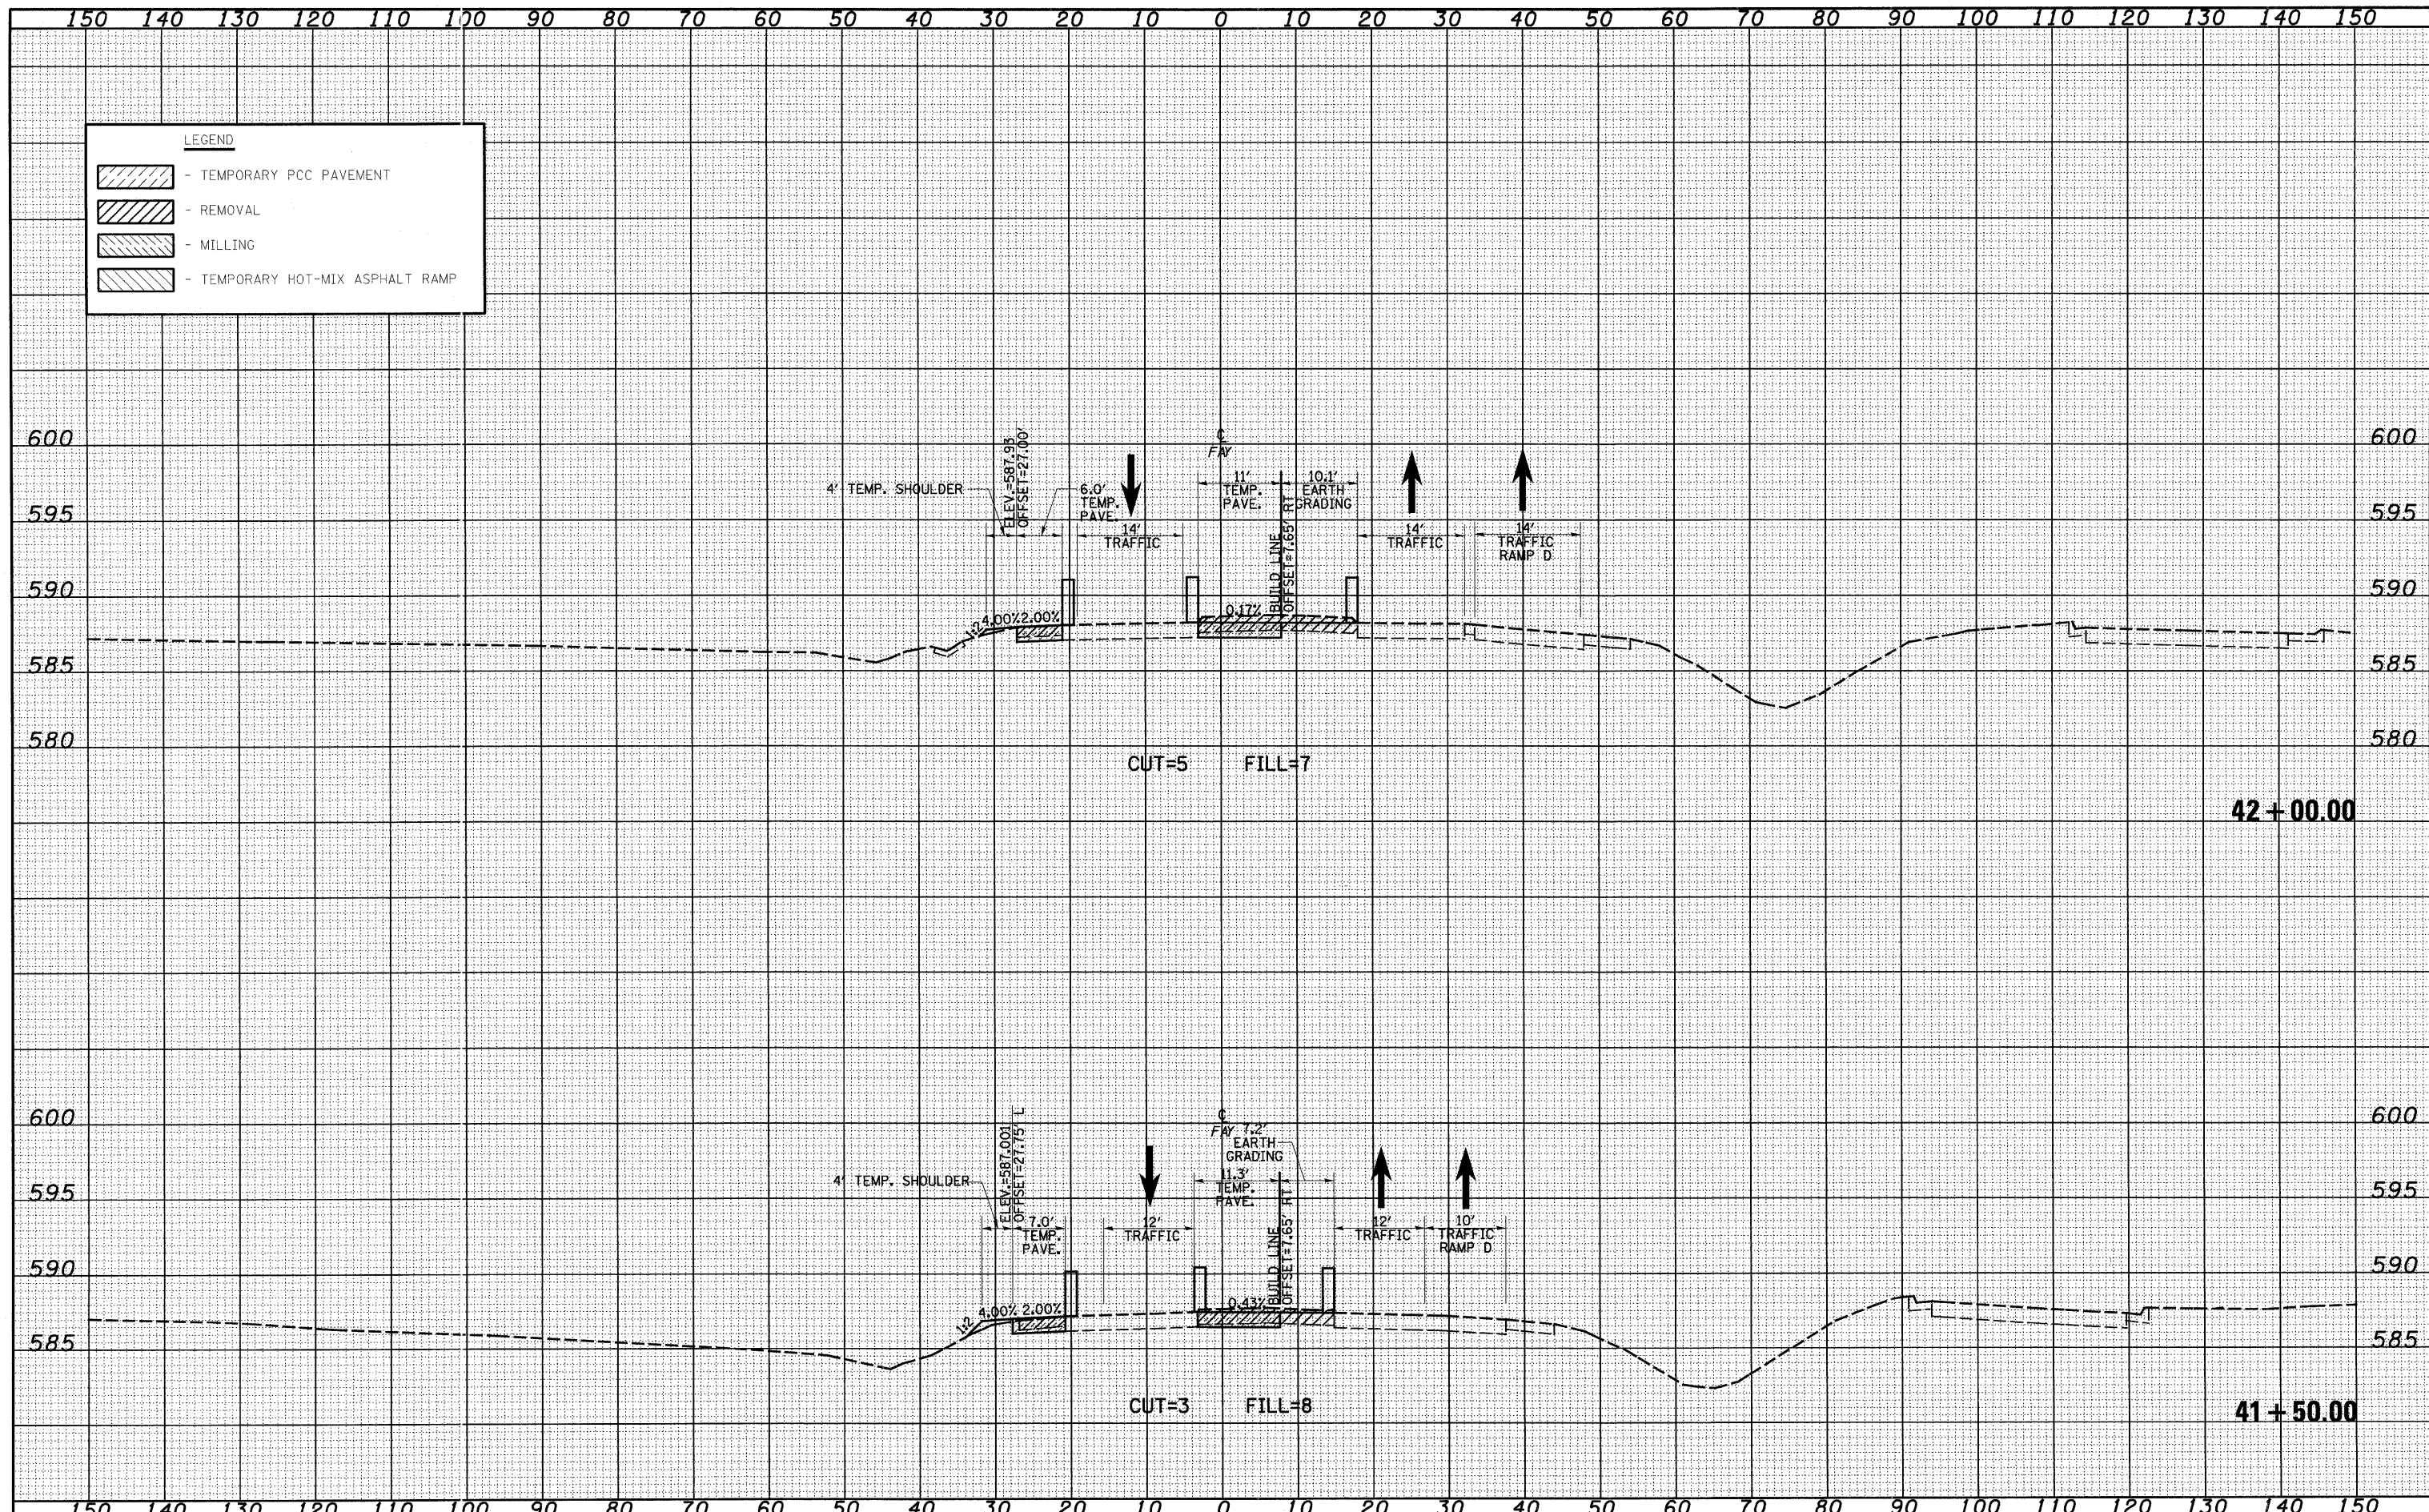 150 140 130 120 110 100 90 80 70 60 50 40 30 20 10 0 10 20 30 40 50 60 70 80 90 100 110 120 130 140 150
LEGEND
- TEMPORARY PCC PAVEMENT
- REMOVAL
- MILLING
- TEMPORARY HOT-MIX ASPHALT RAMP
600 600
595 595
590 590
585 585
580 580
ELEV.=587.93
OFFSET=27.00'
4' TEMP. SHOULDER
6.0'
TEMP.
PAVE.
14'
TRAFFIC
℄
FAY
11'
TEMP.
PAVE.
10.1'
EARTH
GRADING
BUILD LINE
OFFSET=7.65' RT
14'
TRAFFIC
14'
TRAFFIC
RAMP D
1:2
4.00%
2.00%
0.17%
CUT=5 FILL=7
42+00.00
600 600
595 595
590 590
585 585
ELEV.=587.001
OFFSET=27.75' L
4' TEMP. SHOULDER
7.0'
TEMP.
PAVE.
12'
TRAFFIC
℄
FAY
7.2'
EARTH
GRADING
11.3'
TEMP.
PAVE.
BUILD LINE
OFFSET=7.65' RT
12'
TRAFFIC
10'
TRAFFIC
RAMP D
1:2
4.00%
2.00%
0.43%
CUT=3 FILL=8
41+50.00
150 140 130 120 110 100 90 80 70 60 50 40 30 20 10 0 10 20 30 40 50 60 70 80 90 100 110 120 130 140 150